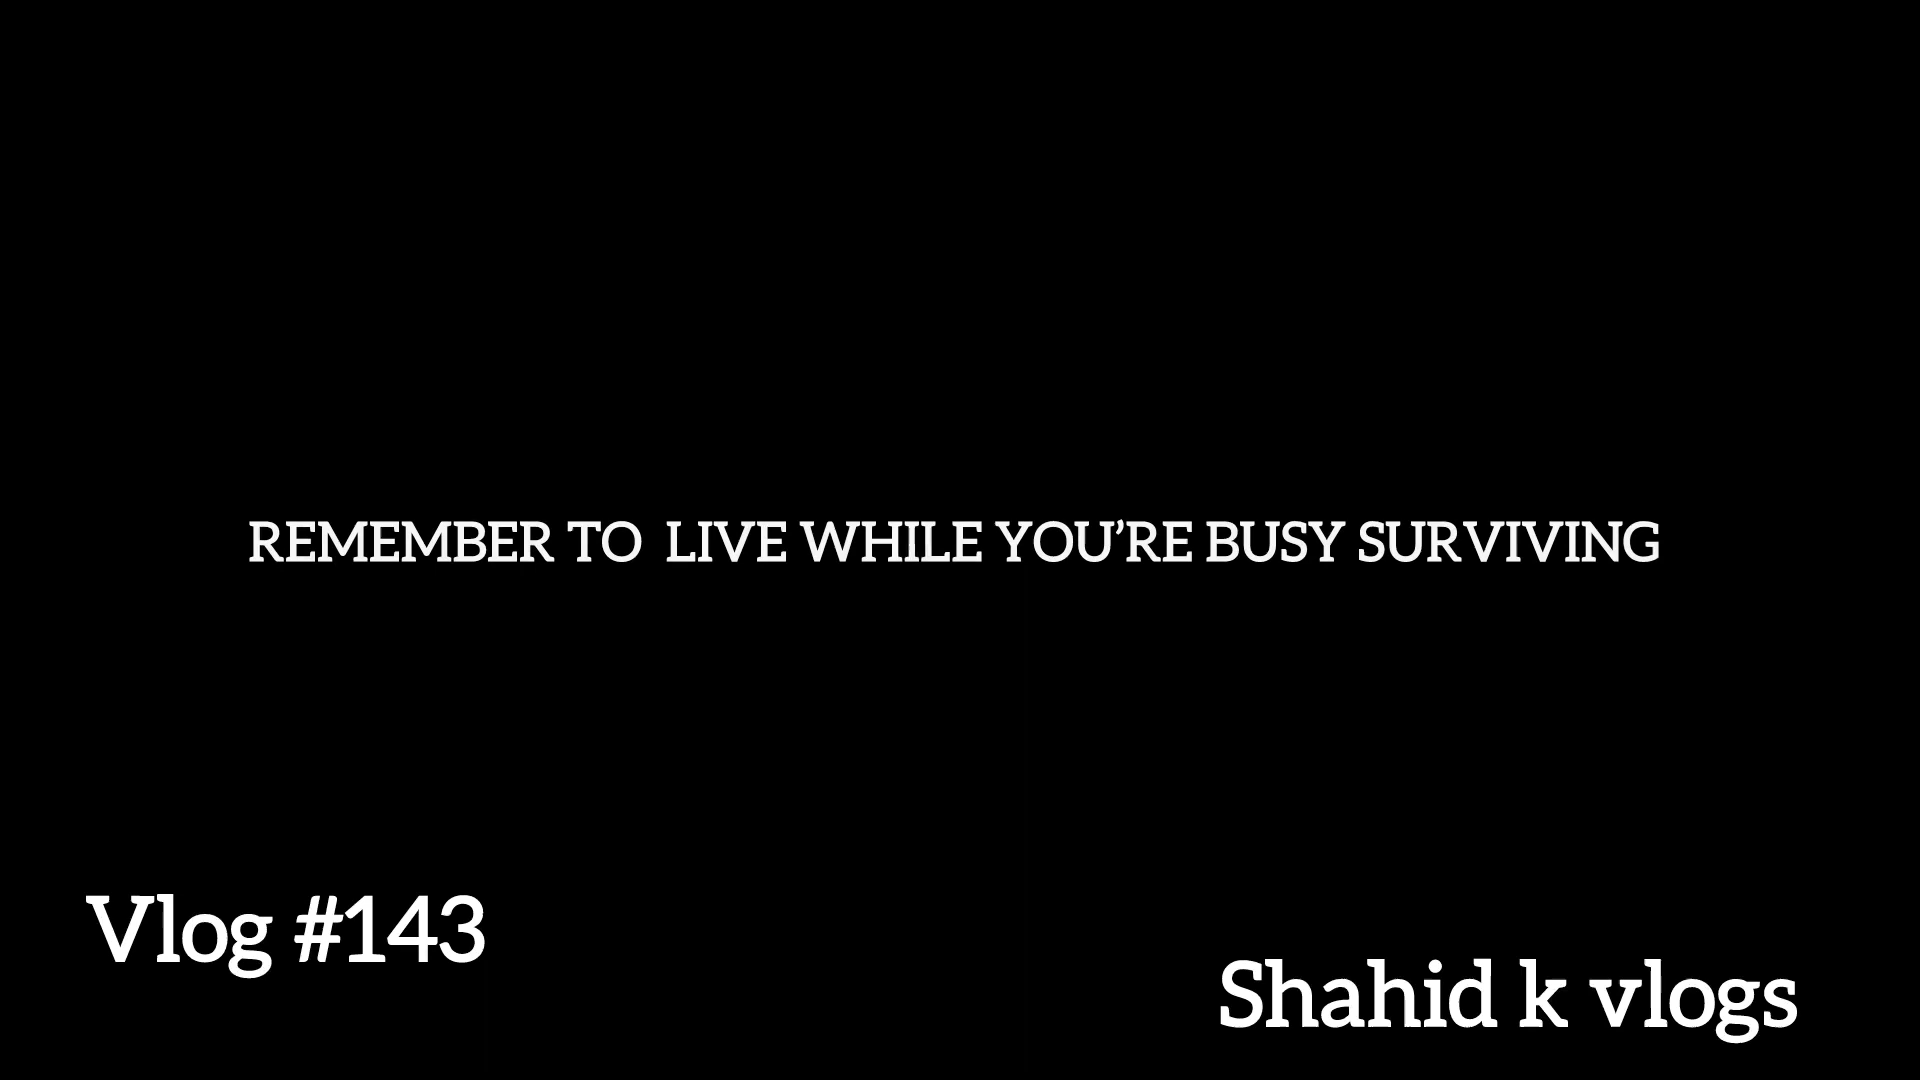 REMEMBER TO  LIVE WHILE YOU’RE BUSY SURVIVING
Vlog #143
Shahid k vlogs